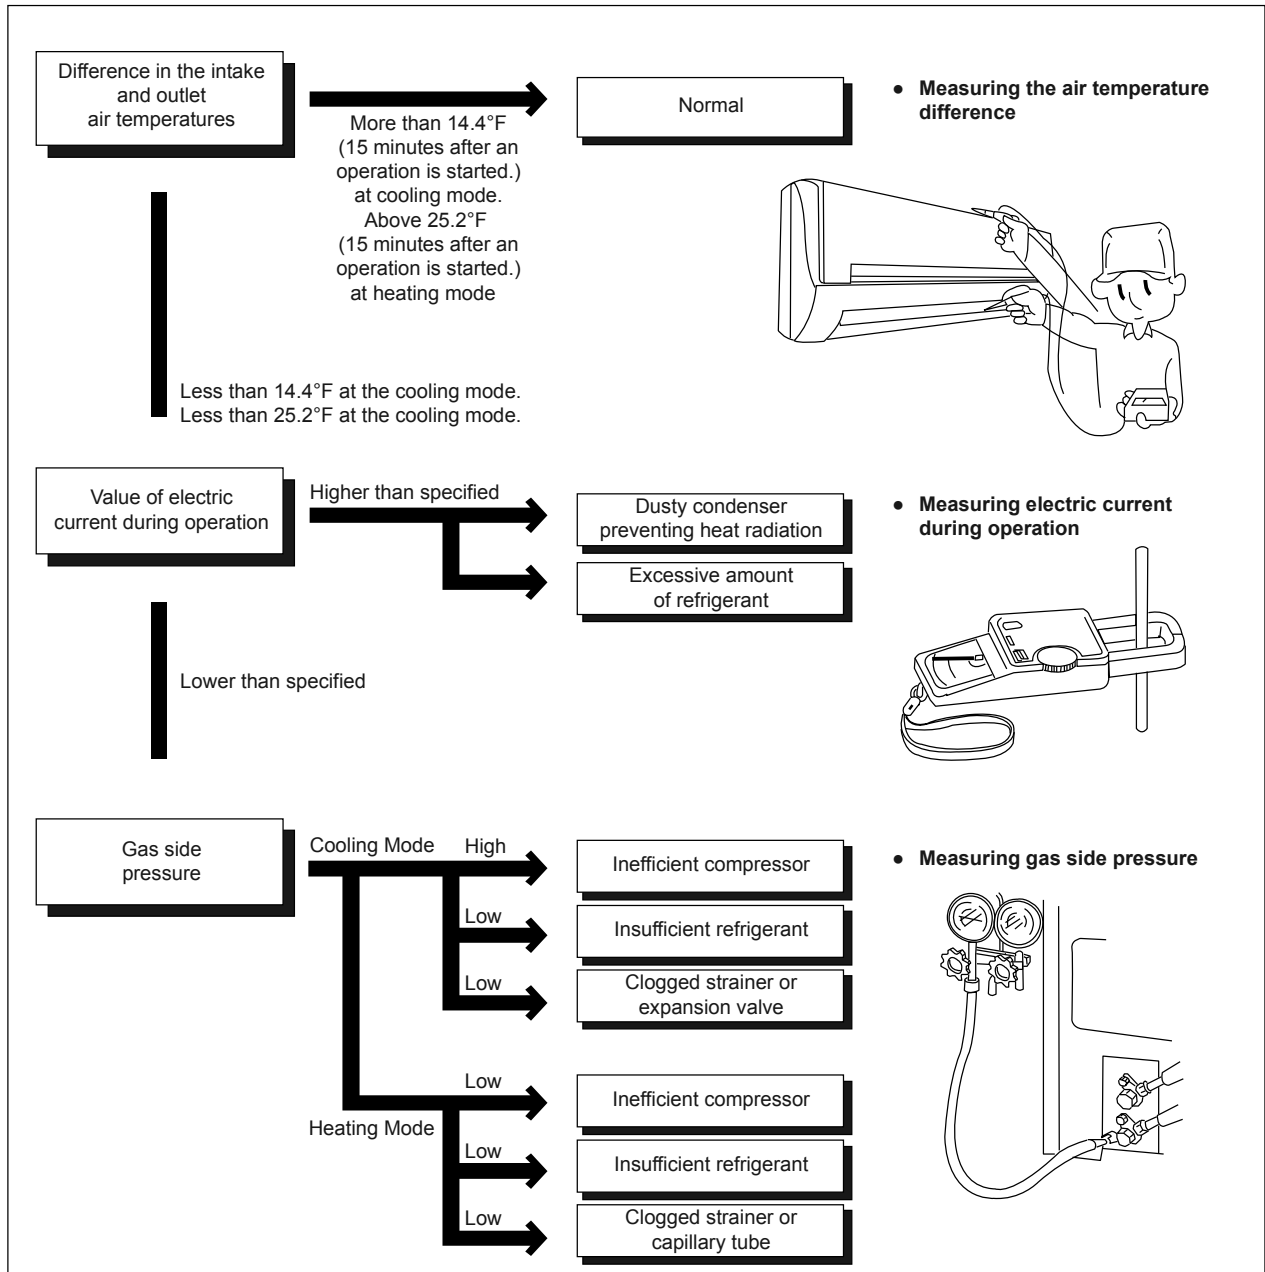 Difference in the intake
and outlet
air temperatures
More than 14.4°F
(15 minutes after an
operation is started.)
at cooling mode.
Above 25.2°F
(15 minutes after an
operation is started.)
at heating mode
Normal
● Measuring the air temperature
difference
Less than 14.4°F at the cooling mode.
Less than 25.2°F at the cooling mode.
Value of electric
current during operation
Higher than specified
Dusty condenser
preventing heat radiation
Excessive amount
of refrigerant
● Measuring electric current
during operation
Lower than specified
Gas side
pressure
Cooling Mode
High
Inefficient compressor
Low
Insufficient refrigerant
Low
Clogged strainer or
expansion valve
● Measuring gas side pressure
Heating Mode
Low
Inefficient compressor
Low
Insufficient refrigerant
Low
Clogged strainer or
capillary tube